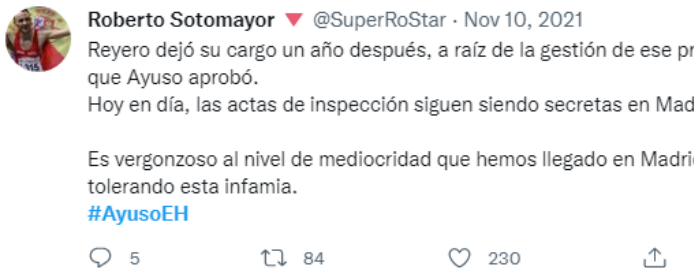 Roberto Sotomayor 🔻 @SuperRoStar · Nov 10, 2021
Reyero dejó su cargo un año después, a raíz de la gestión de ese
que Ayuso aprobó.
Hoy en día, las actas de inspección siguen siendo secretas en
Es vergonzoso al nivel de mediocridad que hemos llegado en
tolerando esta infamia.
#AyusoEH
5 84 230